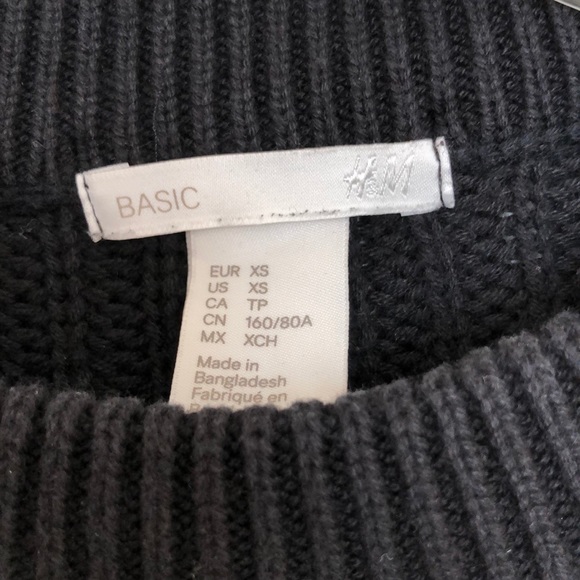 BASIC H&M
EUR XS
US XS
CA TP
CN 160/80A
MX XCH
Made in
Bangladesh
Fabriqué en